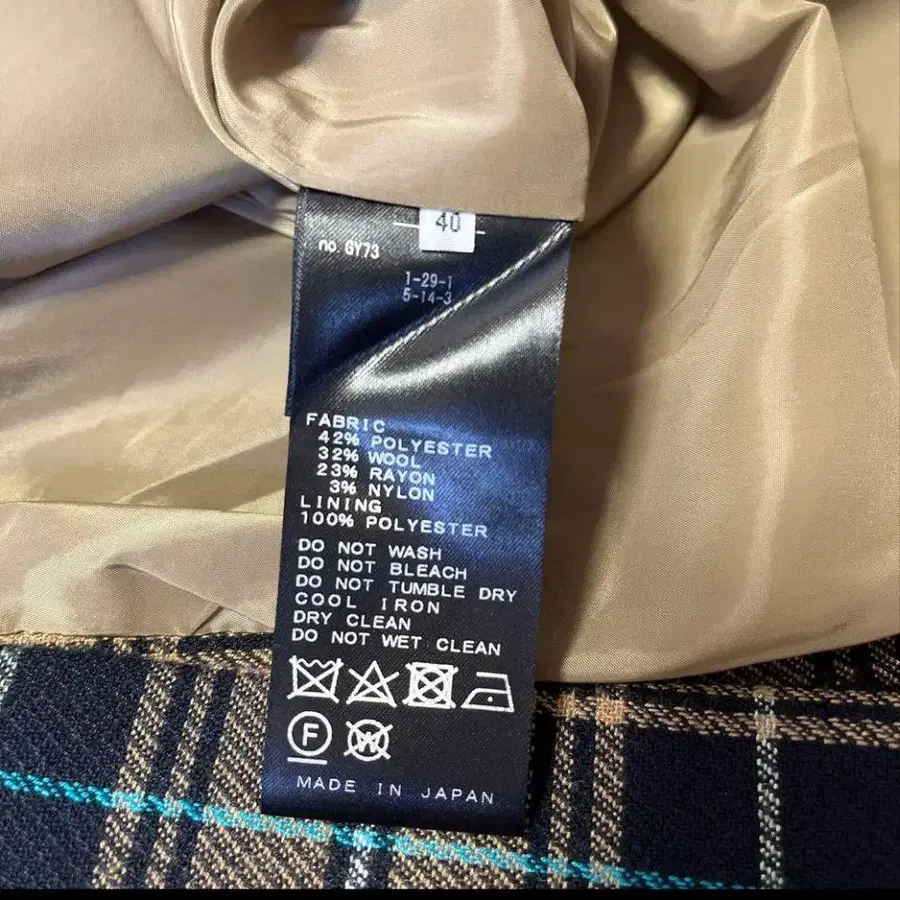 40
no. GY73
1-29-1
5-14-3
FABRIC
42% POLYESTER
32% WOOL
23% RAYON
3% NYLON
LINING
100% POLYESTER
DO NOT WASH
DO NOT BLEACH
DO NOT TUMBLE DRY
COOL IRON
DRY CLEAN
DO NOT WET CLEAN
F W
MADE IN JAPAN